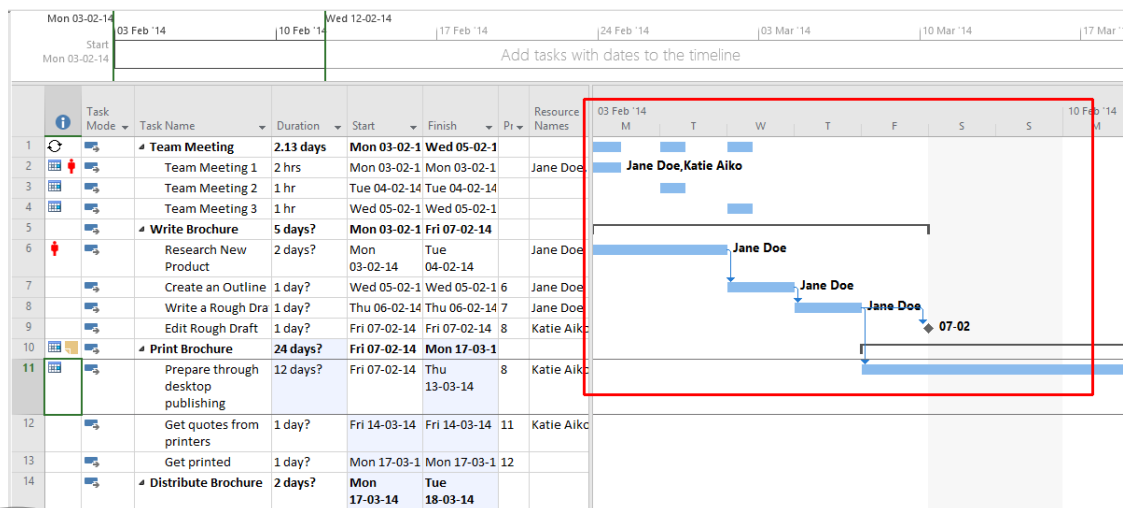 Mon 03-02-14 Wed 12-02-14
03 Feb '14 10 Feb '14 17 Feb '14 24 Feb '14 03 Mar '14 10 Mar '14 17 Mar '
Start
Mon 03-02-14 Add tasks with dates to the timeline
Task Mode Task Name Duration Start Finish Pr Resource Names 03 Feb '14 10 Feb '14
M T W T F S S M
1 Team Meeting 2.13 days Mon 03-02-1 Wed 05-02-1
2 Team Meeting 1 2 hrs Mon 03-02-1 Mon 03-02-1 Jane Doe, Jane Doe,Katie Aiko
3 Team Meeting 2 1 hr Tue 04-02-14 Tue 04-02-14
4 Team Meeting 3 1 hr Wed 05-02-1 Wed 05-02-1
5 Write Brochure 5 days? Mon 03-02-1 Fri 07-02-14
6 Research New Product 2 days? Mon 03-02-14 Tue 04-02-14 Jane Doe Jane Doe
7 Create an Outline 1 day? Wed 05-02-1 Wed 05-02-1 6 Jane Doe Jane Doe
8 Write a Rough Dra 1 day? Thu 06-02-14 Thu 06-02-14 7 Jane Doe Jane Doe
9 Edit Rough Draft 1 day? Fri 07-02-14 Fri 07-02-14 8 Katie Aiko 07-02
10 Print Brochure 24 days? Fri 07-02-14 Mon 17-03-1
11 Prepare through desktop publishing 12 days? Fri 07-02-14 Thu 13-03-14 8 Katie Aiko
12 Get quotes from printers 1 day? Fri 14-03-14 Fri 14-03-14 11 Katie Aiko
13 Get printed 1 day? Mon 17-03-1 Mon 17-03-1 12
14 Distribute Brochure 2 days? Mon 17-03-14 Tue 18-03-14